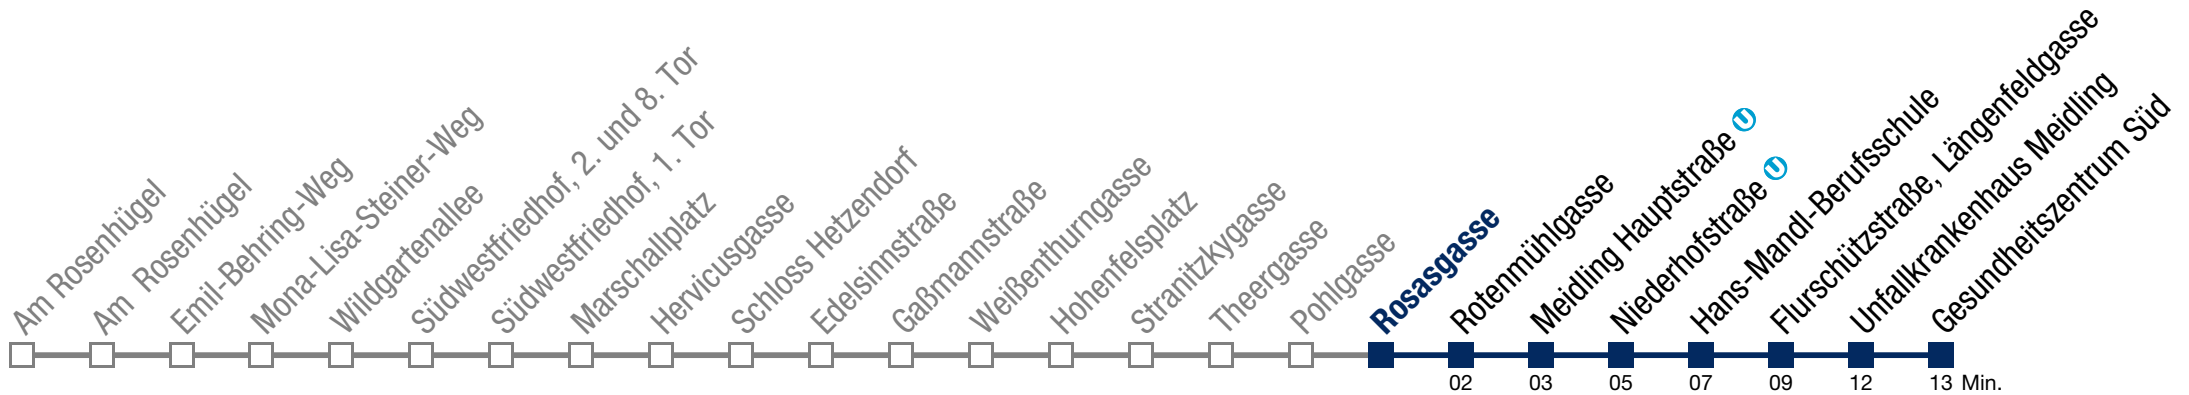 Am Rosenhügel
Am Rosenhügel
Emil-Behring-Weg
Mona-Lisa-Steiner-Weg
Wildgartenallee
Südwestfriedhof, 2. und 8. Tor
Südwestfriedhof, 1. Tor
Marschallplatz
Hervicusgasse
Schloss Hetzendorf
Edelsinnstraße
Gaßmannstraße
Weißenthurngasse
Hohenfelsplatz
Stranitzkygasse
Theergasse
Pohlgasse
Rosasgasse
Rotenmühlgasse
Meidling Hauptstraße U
Niederhofstraße U
Hans-Mandl-Berufsschule
Flurschützstraße, Längenfeldgasse
Unfallkrankenhaus Meidling
Gesundheitszentrum Süd
02 03 05 07 09 12 13 Min.